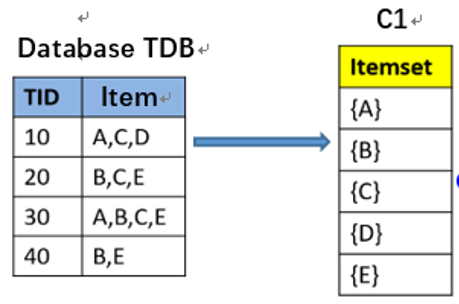 Database TDB
TID Item
10 A,C,D
20 B,C,E
30 A,B,C,E
40 B,E
C1
Itemset
{A}
{B}
{C}
{D}
{E}